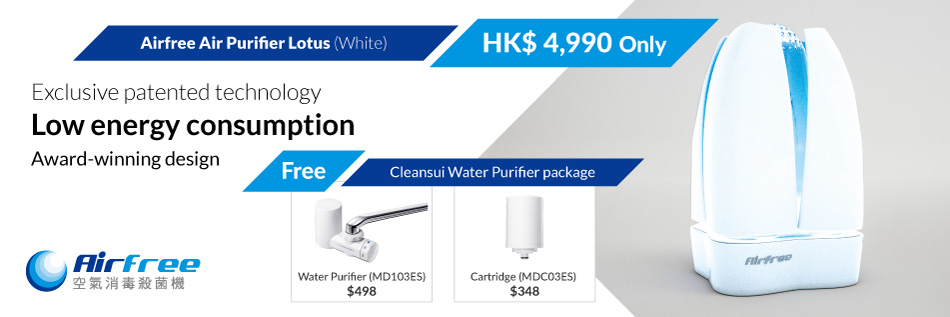 Airfree Air Purifier Lotus (White)
HK$ 4,990 Only
Exclusive patented technology
Low energy consumption
Award-winning design
Free
Cleansui Water Purifier package
Water Purifier (MD103ES)
$498
Cartridge (MDC03ES)
$348
Airfree
空氣消毒殺菌機
Airfree